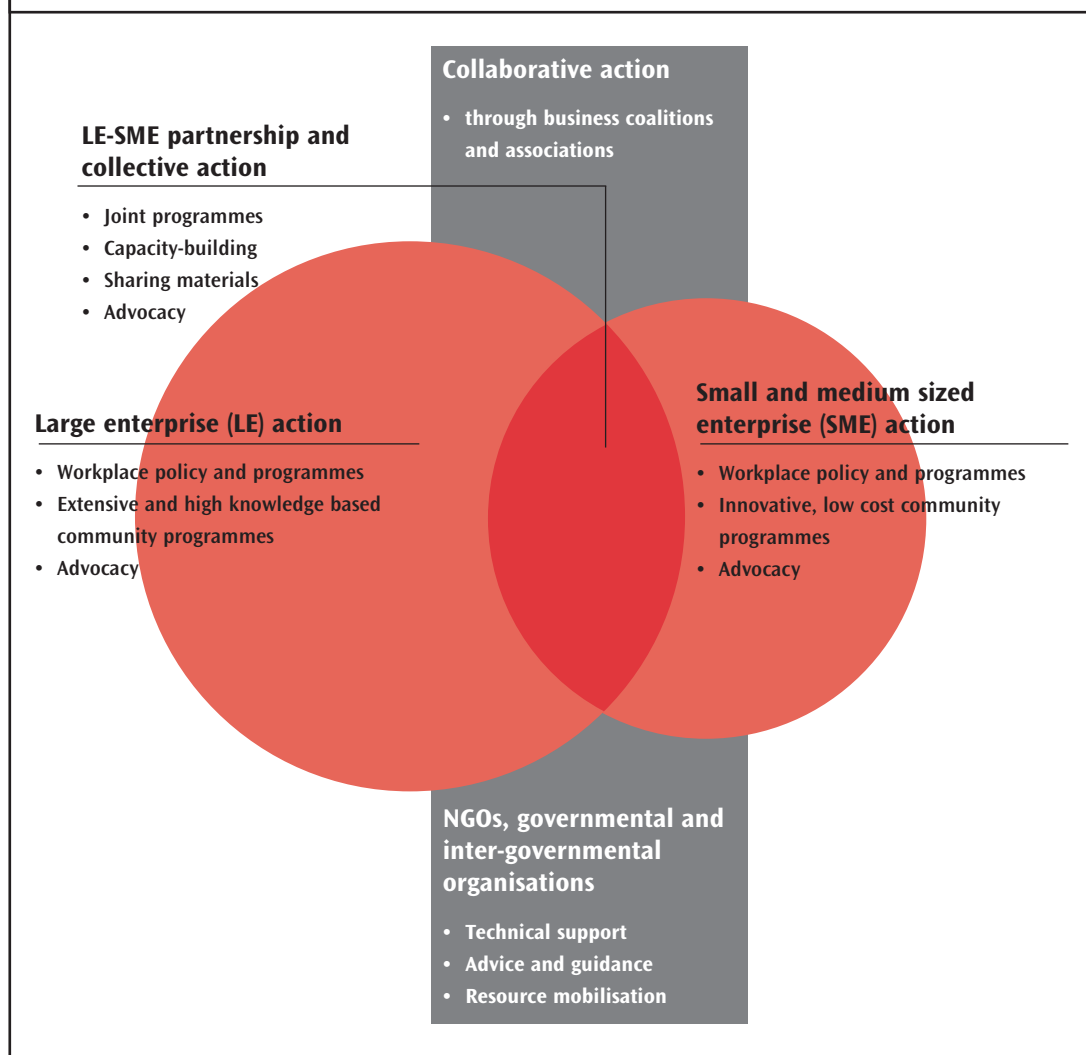 Collaborative action
• through business coalitions
and associations
LE-SME partnership and
collective action
• Joint programmes
• Capacity-building
• Sharing materials
• Advocacy
Large enterprise (LE) action
• Workplace policy and programmes
• Extensive and high knowledge based
community programmes
• Advocacy
Small and medium sized
enterprise (SME) action
• Workplace policy and programmes
• Innovative, low cost community
programmes
• Advocacy
NGOs, governmental and
inter-governmental
organisations
• Technical support
• Advice and guidance
• Resource mobilisation